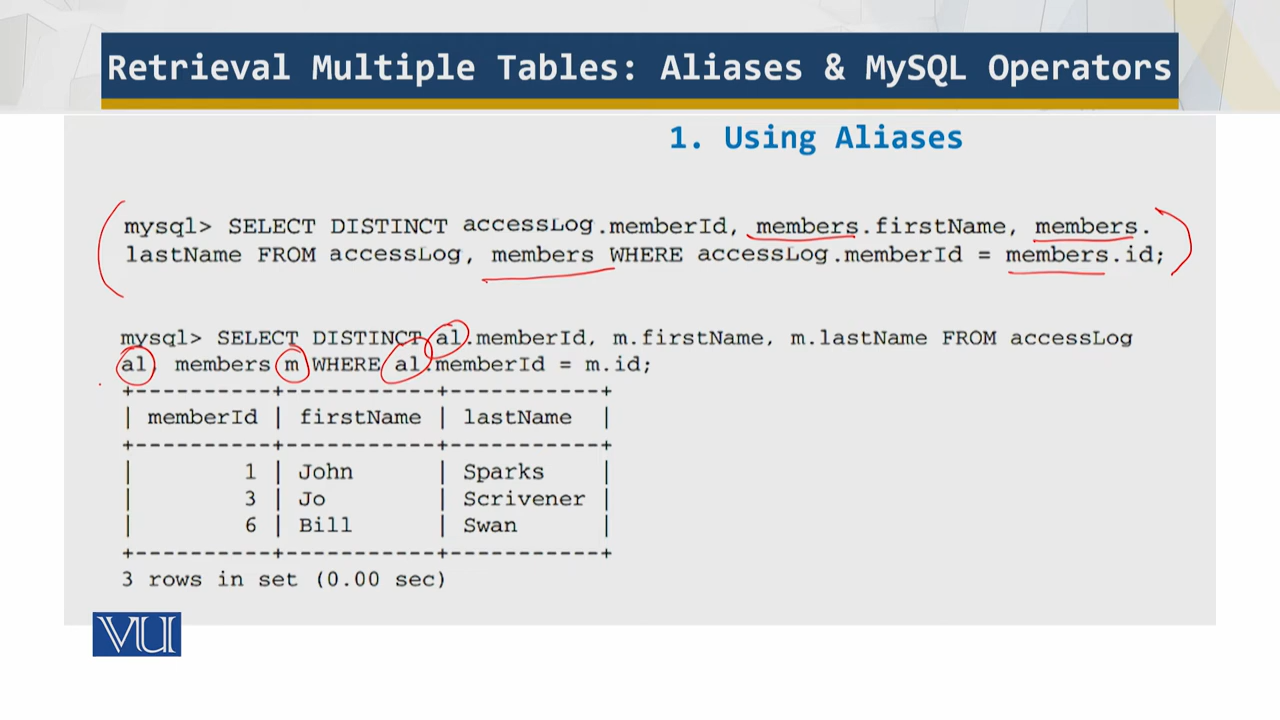 Retrieval Multiple Tables: Aliases & MySQL Operators
1. Using Aliases
mysql> SELECT DISTINCT accessLog.memberId, members.firstName, members.
lastName FROM accessLog, members WHERE accessLog.memberId = members.id;
mysql> SELECT DISTINCT al.memberId, m.firstName, m.lastName FROM accessLog
al, members m WHERE al.memberId = m.id;
+----------+-----------+-----------+
| memberId | firstName | lastName |
+----------+-----------+-----------+
| 1 | John | Sparks |
| 3 | Jo | Scrivener |
| 6 | Bill | Swan |
+----------+-----------+-----------+
3 rows in set (0.00 sec)
VU